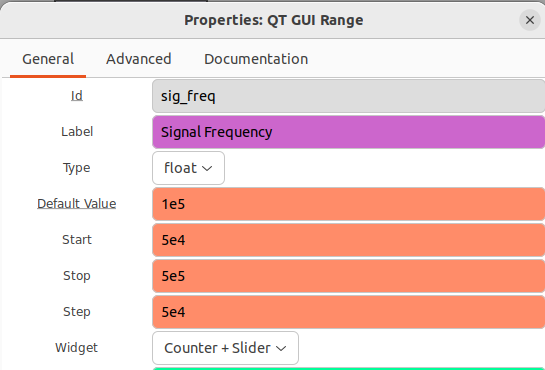 Properties: QT GUI Range
General Advanced Documentation
Id sig_freq
Label Signal Frequency
Type float
Default Value 1e5
Start 5e4
Stop 5e5
Step 5e4
Widget Counter + Slider